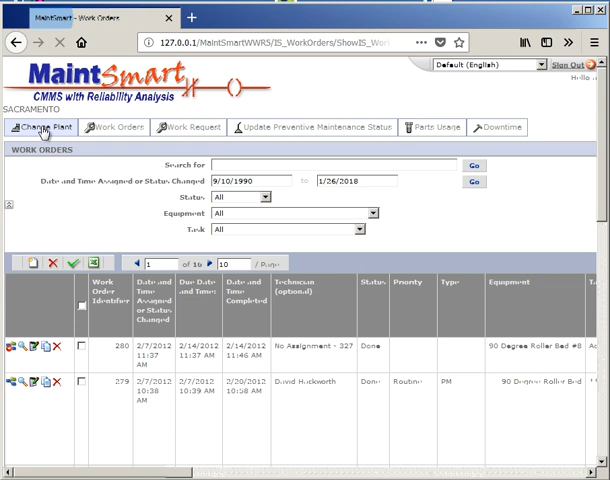 MaintSmart - Work Orders
127.0.0.1/MaintSmartWWR5/IS_WorkOrders/ShowIS_Wor
Default (English) Sign Out
MaintSmart
CMMS with Reliability Analysis
SACRAMENTO
Change Plant Work Orders Work Request Update Preventive Maintenance Status Parts Usage Downtime
WORK ORDERS
Search for Go
Date and Time Assigned or Status Changed 9/10/1990 to 1/26/2018 Go
Status All
Equipment All
Task All
1 of 16 10 / Page
Work Order Identifier Date and Time Assigned or Status Changed Due Date and Time: Date and Time Completed Technician (optional) Status Priority Type Equipment
280 2/7/2012 11:37 AM 2/14/2012 11:37 AM 2/14/2012 11:46 AM No Assignment - 327 Done 90 Degree Roller Bed #8
279 2/7/2012 10:38 AM 2/7/2012 10:39 AM 2/20/2012 10:58 AM David Hackworth Done Routine PM 90 Degree Roller Bed